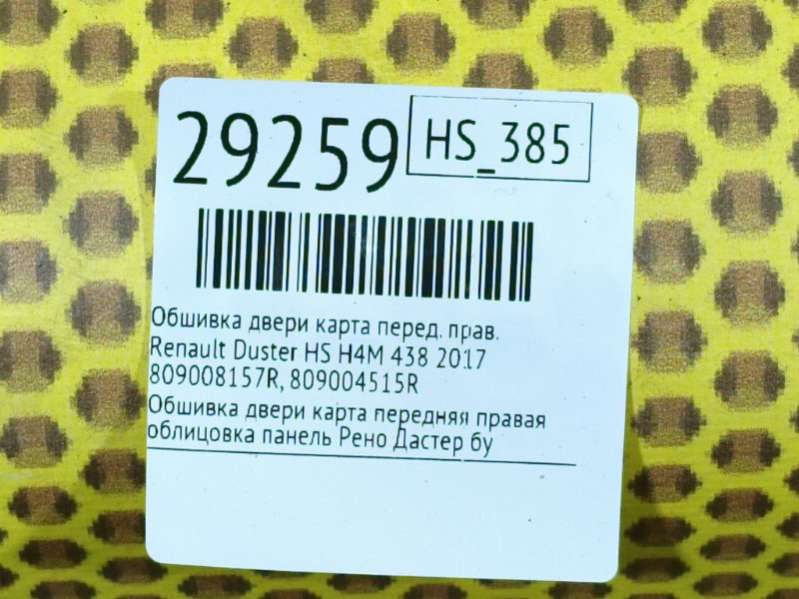 29259
HS_385
Обшивка двери карта перед. прав.
Renault Duster HS H4M 438 2017
809008157R, 809004515R
Обшивка двери карта передняя правая
облицовка панель Рено Дастер бу